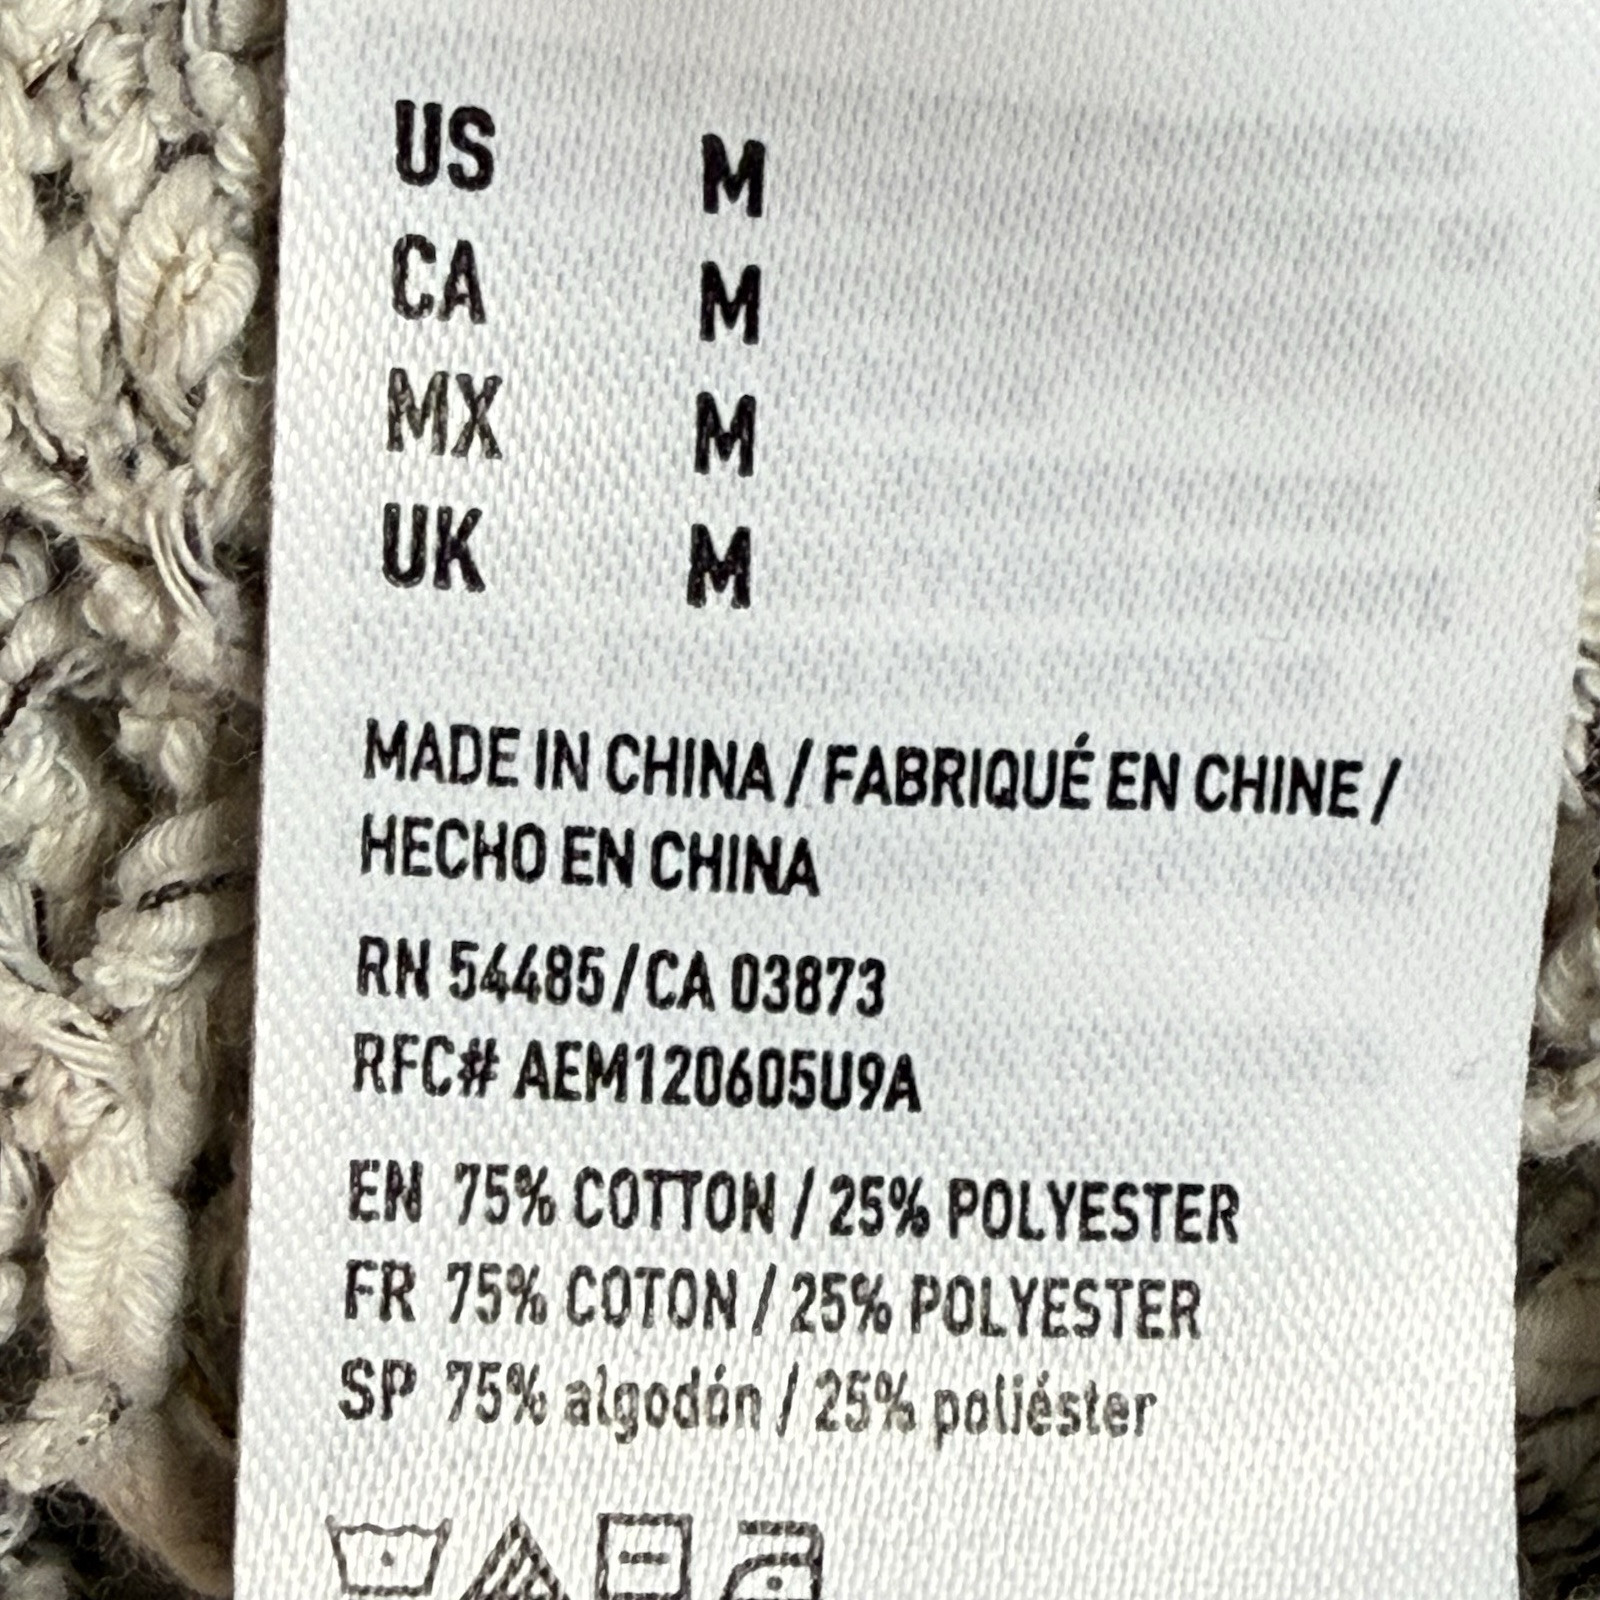 US M
CA M
MX M
UK M
MADE IN CHINA / FABRIQUÉ EN CHINE /
HECHO EN CHINA
RN 54485/CA 03873
RFC# AEM120605U9A
EN 75% COTTON / 25% POLYESTER
FR 75% COTON / 25% POLYESTER
SP 75% algodón / 25% poliéster